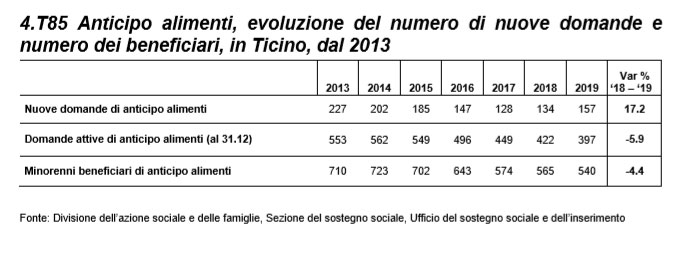 4.T85 Anticipo alimenti, evoluzione del numero di nuove domande e
numero dei beneficiari, in Ticino, dal 2013
2013 2014 2015 2016 2017 2018 2019 Var % ‘18 – ‘19
Nuove domande di anticipo alimenti 227 202 185 147 128 134 157 17.2
Domande attive di anticipo alimenti (al 31.12) 553 562 549 496 449 422 397 -5.9
Minorenni beneficiari di anticipo alimenti 710 723 702 643 574 565 540 -4.4
Fonte: Divisione dell’azione sociale e delle famiglie, Sezione del sostegno sociale, Ufficio del sostegno sociale e dell’inserimento